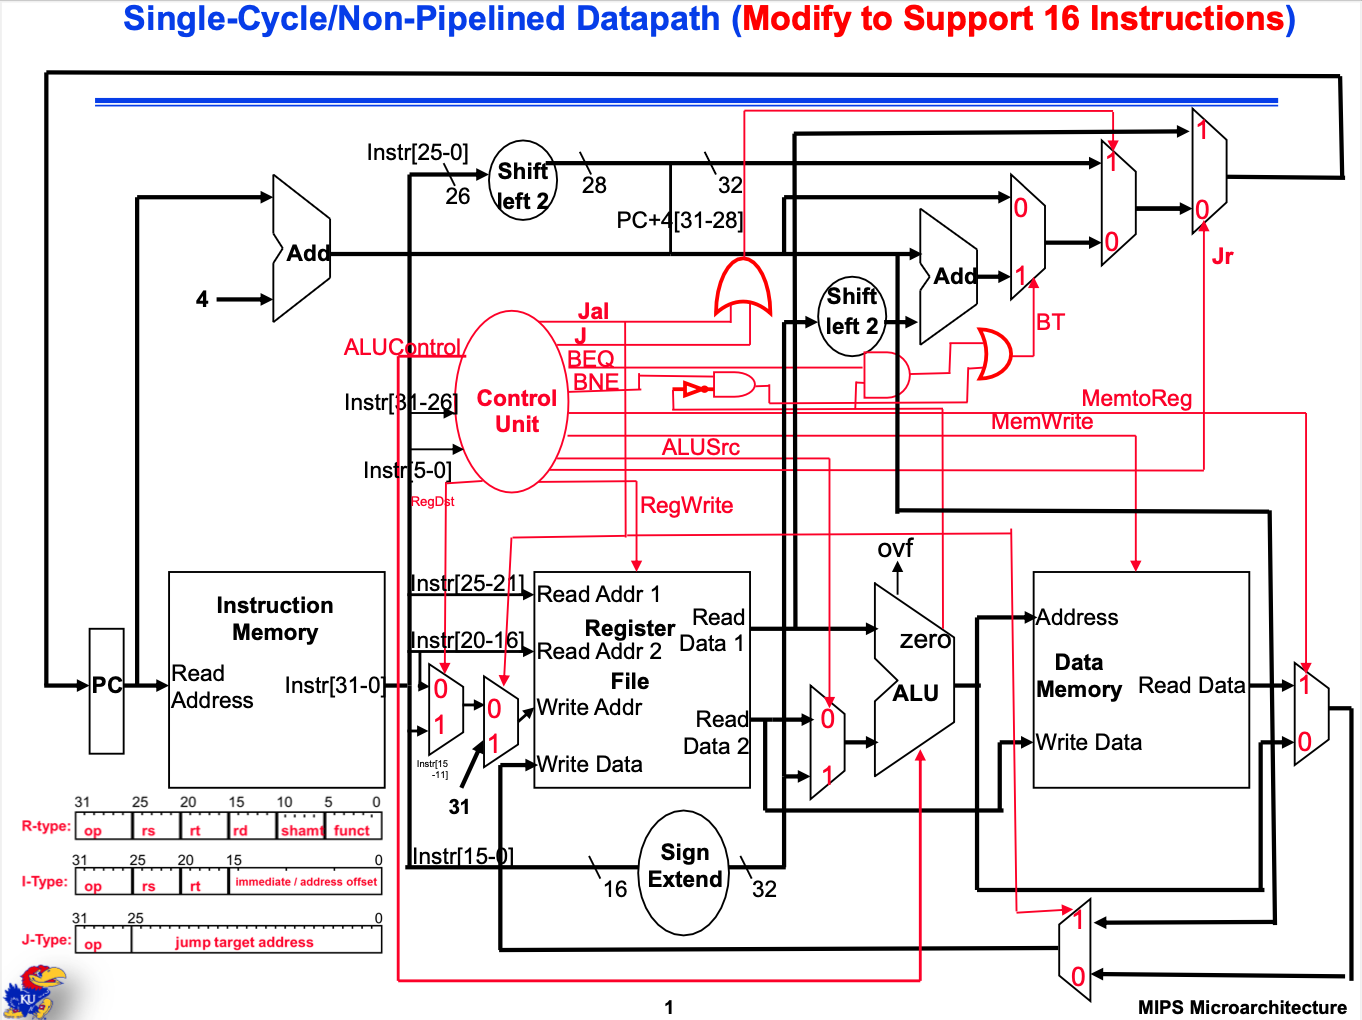 Single-Cycle/Non-Pipelined Datapath (Modify to Support 16 Instructions)
Instr[25-0]
26
Shift
left 2
28
32
PC+4[31-28]
1
0
1
0
0
1
Jr
Add
4
Add
Shift
left 2
BT
Jal
J
BEQ
BNE
ALUControl
Instr[31-26]
Control
Unit
Instr[5-0]
MemtoReg
MemWrite
ALUSrc
RegDst
RegWrite
ovf
Instruction
Memory
Read
Address
Instr[31-0]
PC
Instr[25-21]
Instr[20-16]
Read Addr 1
Register
File
Read Addr 2
Write Addr
Write Data
Read
Data 1
Read
Data 2
0
1
0
1
Instr[15
-11]
31
zero
ALU
0
1
Address
Data
Memory
Read Data
Write Data
1
0
Instr[15-0]
16
Sign
Extend
32
1
0
31 25 20 15 10 5 0
R-type: op rs rt rd shamt funct
31 25 20 15 0
I-Type: op rs rt immediate / address offset
31 25 0
J-Type: op jump target address
KU
1
MIPS Microarchitecture